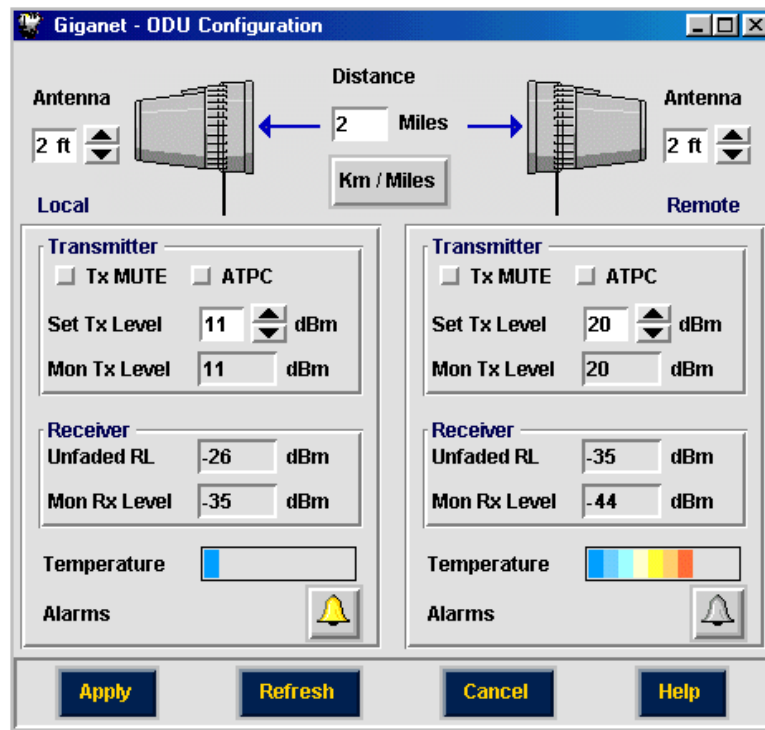 Giganet - ODU Configuration
Distance
Antenna
Antenna
2 ft
2
Miles
2 ft
Km / Miles
Local
Remote
Transmitter
Tx MUTE
ATPC
Set Tx Level
11
dBm
Mon Tx Level
11
dBm
Receiver
Unfaded RL
-26
dBm
Mon Rx Level
-35
dBm
Temperature
Alarms
Transmitter
Tx MUTE
ATPC
Set Tx Level
20
dBm
Mon Tx Level
20
dBm
Receiver
Unfaded RL
-35
dBm
Mon Rx Level
-44
dBm
Temperature
Alarms
Apply
Refresh
Cancel
Help